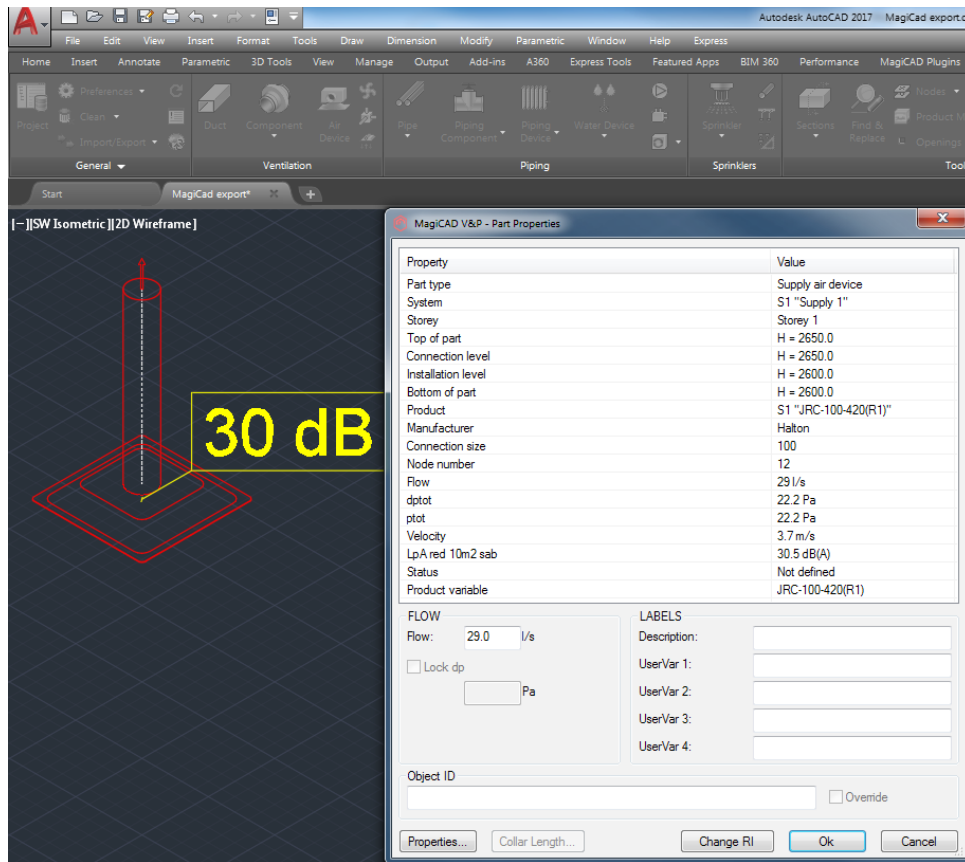 Autodesk AutoCAD 2017 MagiCad export.d
File Edit View Insert Format Tools Draw Dimension Modify Parametric Window Help Express
Home Insert Annotate Parametric 3D Tools View Manage Output Add-ins A360 Express Tools Featured Apps BIM 360 Performance MagiCAD Plugins
Preferences
Clean
Import/Export
Project Duct Component Air Device Pipe Piping Component Piping Device Water Device Sprinkler Sections Find & Replace
Nodes
Product M
Openings
General Ventilation Piping Sprinklers Tool
Start MagiCad export*
[−][SW Isometric][2D Wireframe]
30 dB
MagiCAD V&P - Part Properties
Property Value
Part type Supply air device
System S1 "Supply 1"
Storey Storey 1
Top of part H = 2650.0
Connection level H = 2650.0
Installation level H = 2600.0
Bottom of part H = 2600.0
Product S1 "JRC-100-420(R1)"
Manufacturer Halton
Connection size 100
Node number 12
Flow 29 l/s
dptot 22.2 Pa
ptot 22.2 Pa
Velocity 3.7 m/s
LpA red 10m2 sab 30.5 dB(A)
Status Not defined
Product variable JRC-100-420(R1)
FLOW
Flow: 29.0 l/s
Lock dp
Pa
LABELS
Description:
UserVar 1:
UserVar 2:
UserVar 3:
UserVar 4:
Object ID
Override
Properties... Collar Length... Change RI Ok Cancel